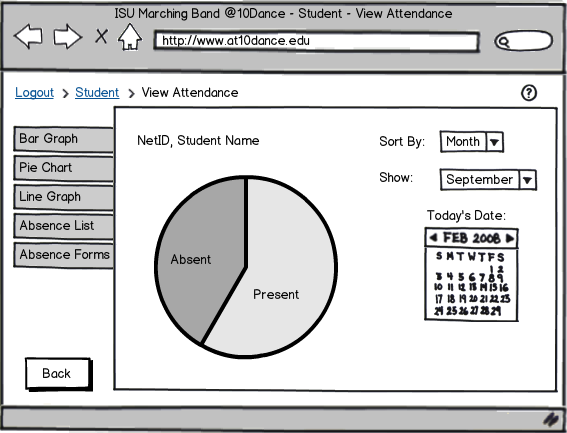 ISU Marching Band @10Dance - Student - View Attendance
http://www.at10dance.edu
Logout > Student > View Attendance
?
Bar Graph
Pie Chart
Line Graph
Absence List
Absence Forms
Back
NetID, Student Name
Sort By: Month
Show: September
Absent
Present
Today's Date:
FEB 2008
S M T W T F S
1 2
3 4 5 6 7 8 9
10 11 12 13 14 15 16
17 18 19 20 21 22 23
24 25 26 27 28 29